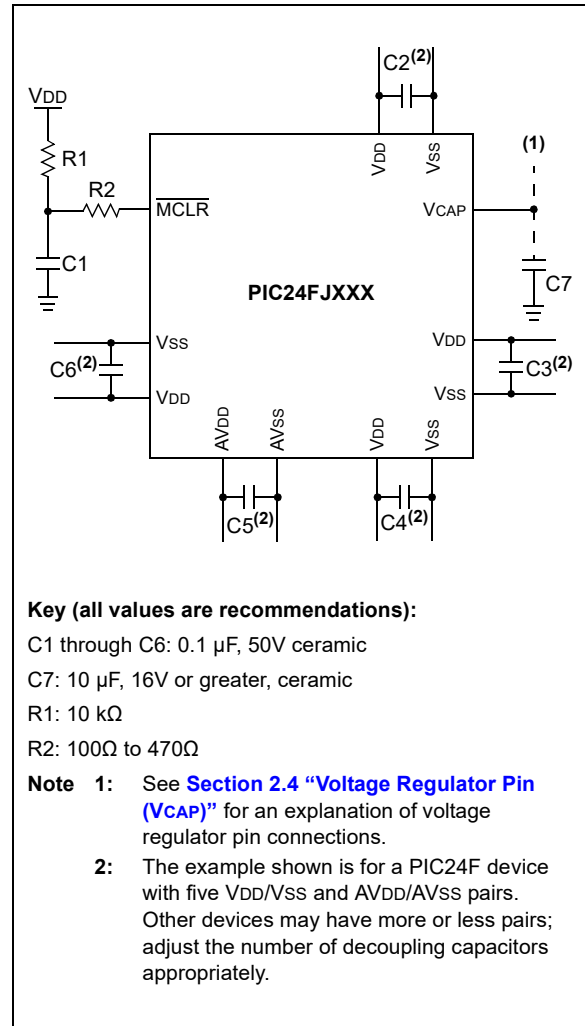 C2(2)
VDD
R1
R2
C1
MCLR
VDD
VSS
(1)
VCAP
C7
PIC24FJXXX
VSS
VDD
C6(2)
VDD
VSS
C3(2)
AVDD
AVSS
VDD
VSS
C5(2)
C4(2)
Key (all values are recommendations):
C1 through C6: 0.1 µF, 50V ceramic
C7: 10 µF, 16V or greater, ceramic
R1: 10 kΩ
R2: 100Ω to 470Ω
Note 1: See Section 2.4 “Voltage Regulator Pin
(VCAP)” for an explanation of voltage
regulator pin connections.
2: The example shown is for a PIC24F device
with five VDD/VSS and AVDD/AVSS pairs.
Other devices may have more or less pairs;
adjust the number of decoupling capacitors
appropriately.